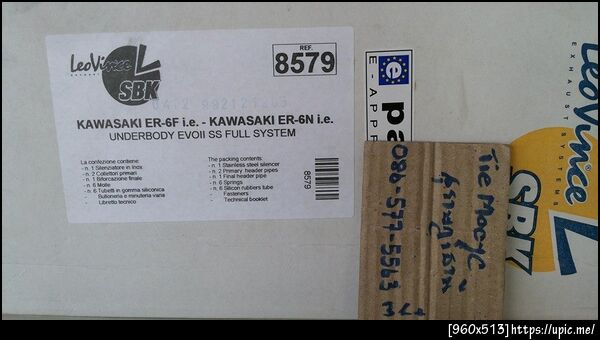 LeoVince
SBK
REF.
8579
KAWASAKI ER-6F i.e. - KAWASAKI ER-6N i.e.
UNDERBODY EVOII SS FULL SYSTEM
La confezione contiene:
- n. 1 Silenziatore in Inox
- n. 2 Collettori primari
- n. 1 Biforcazione finale
- n. 6 Molle
- n. 6 Tubetti in gomma siliconica
- Bulloneria e minuteria varia
- Libretto tecnico
The packing contents:
- n. 1 Stainless steel silencer
- n. 2 Primary header pipes
- n. 1 Final header pipe
- n. 6 Springs
- n. 6 Silicon rubbers tube
- Fasteners
- Technical booklet
8579
e
E-APPR
pa
LeoVince
EXHAUST SYSTEMS
SBK
Tie Mocyc
086-577-5563
[960x513] https://upic.me/